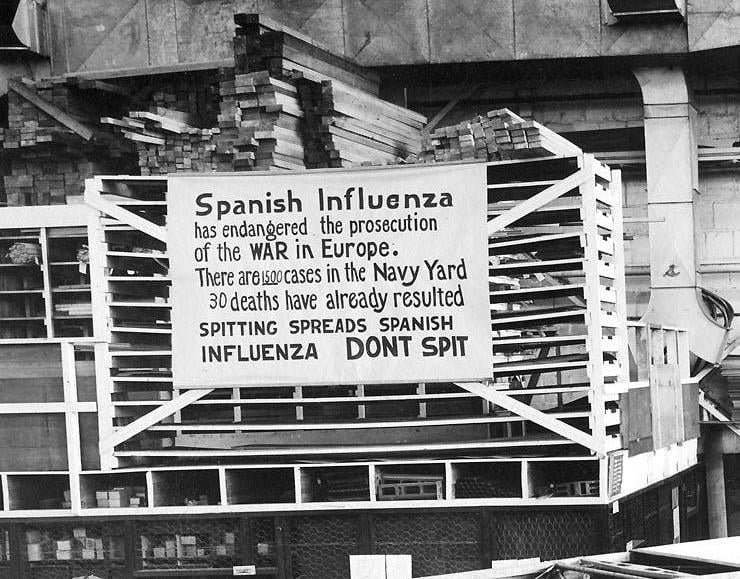 Spanish Influenza
has endangered the prosecution
of the WAR in Europe.
There are 1500 cases in the Navy Yard
30 deaths have already resulted
SPITTING SPREADS SPANISH
INFLUENZA DONT SPIT